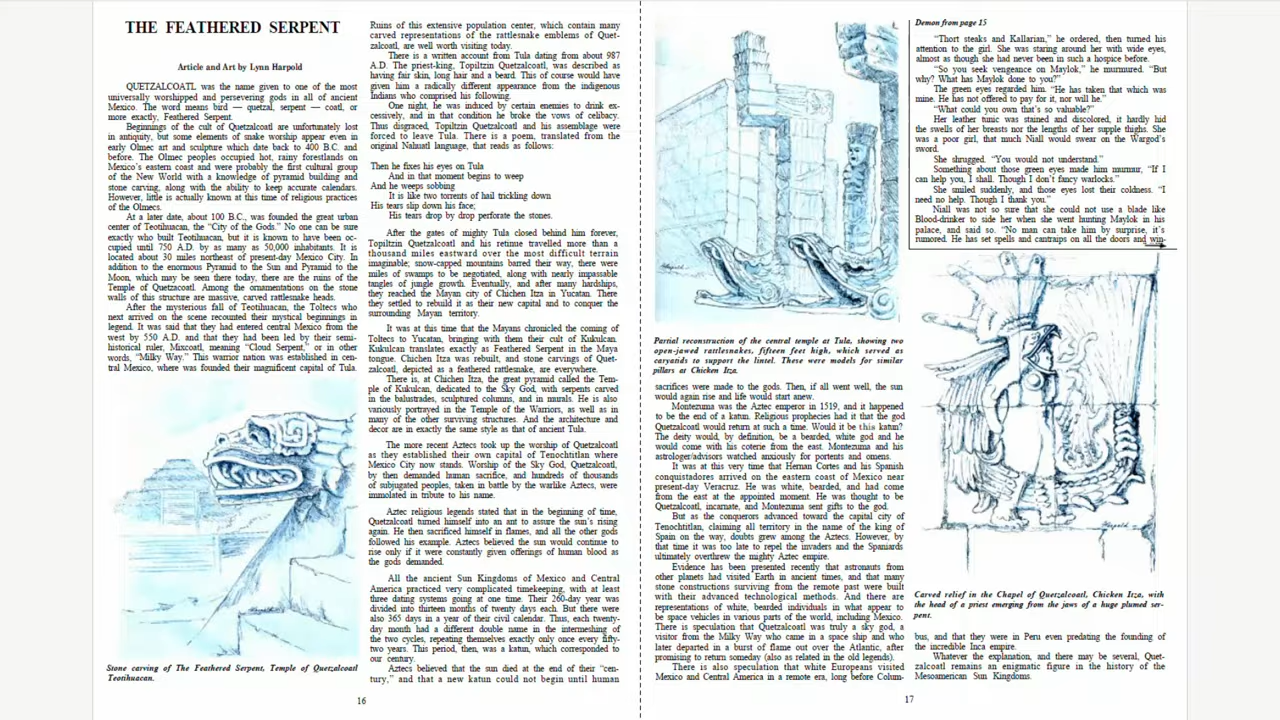 THE FEATHERED SERPENT
Article and Art by Lynn Harpold
QUETZALCOATL was the name given to one of the most
universally worshipped and persevering gods in all of ancient
Mexico. The word means bird — quetzal, serpent — coatl, or
more exactly, Feathered Serpent.
Beginnings of the cult of Quetzalcoatl are unfortunately lost
in antiquity, but some elements of snake worship appear even in
early Olmec art and sculpture which date back to 400 B.C. and
before. The Olmec peoples occupied hot, rainy forestlands on
Mexico's eastern coast and were probably the first cultural group
of the New World with a knowledge of pyramid building and
stone carving, along with the ability to keep accurate calendars.
However, little is actually known at this time of religious practices
of the Olmecs.
At a later date, about 100 B.C., was founded the great urban
center of Teotihuacan, the "City of the Gods." No one can be sure
exactly who built Teotihuacan, but it is known to have been oc-
cupied until 750 A.D. by as many as 50,000 inhabitants. It is
located about 30 miles northeast of present-day Mexico City. In
addition to the enormous Pyramid to the Sun and Pyramid to the
Moon, which may be seen there today, there are the ruins of the
Temple of Quetzacoatl. Among the ornamentations on the stone
walls of this structure are massive, carved rattlesnake heads.
After the mysterious fall of Teotihuacan, the Toltecs who
next arrived on the scene recounted their mystical beginnings in
legend. It was said that they had entered central Mexico from the
west by 550 A.D. and that they had been led by their semi-
historical ruler, Mixcoatl, meaning "Cloud Serpent," or in other
words, "Milky Way." This warrior nation was established in cen-
tral Mexico, where was founded their magnificent capital of Tula.
Stone carving of The Feathered Serpent, Temple of Quetzalcoatl
Teotihuacan.
Ruins of this extensive population center, which contain many
carved representations of the rattlesnake emblems of Quet-
zalcoatl, are well worth visiting today.
There is a written account from Tula dating from about 987
A.D. The priest-king, Topiltzin Quetzalcoatl, was described as
having fair skin, long hair and a beard. This of course would have
given him a radically different appearance from the indigenous
Indians who comprised his following.
One night, he was induced by certain enemies to drink ex-
cessively, and in that condition he broke the vows of celibacy.
Thus disgraced, Topiltzin Quetzalcoatl and his assemblage were
forced to leave Tula. There is a poem, translated from the
original Nahuatl language, that reads as follows:
Then he fixes his eyes on Tula
And in that moment begins to weep
And he weeps sobbing
It is like two torrents of hail trickling down
His tears slip down his face;
His tears drop by drop perforate the stones.
After the gates of mighty Tula closed behind him forever,
Topiltzin Quetzalcoatl and his retinue travelled more than a
thousand miles eastward over the most difficult terrain
imaginable; snow-capped mountains barred their way, there were
miles of swamps to be negotiated, along with nearly impassable
tangles of jungle growth. Eventually, and after many hardships,
they reached the Mayan city of Chichen Itza in Yucatan. There
they settled to rebuild it as their new capital and to conquer the
surrounding Mayan territory.
It was at this time that the Mayans chronicled the coming of
Toltecs to Yucatan, bringing with them their cult of Kukulcan.
Kukulcan translates exactly as Feathered Serpent in the Maya
tongue. Chichen Itza was rebuilt, and stone carvings of Quet-
zalcoatl, depicted as a feathered rattlesnake, are everywhere.
There is, at Chichen Itza, the great pyramid called the Tem-
ple of Kukulcan, dedicated to the Sky God, with serpents carved
in the balustrades, sculptured columns, and in murals. He is also
variously portrayed in the Temple of the Warriors, as well as in
many of the other surviving structures. And the architecture and
decor are in exactly the same style as that of ancient Tula.
The more recent Aztecs took up the worship of Quetzalcoatl
as they established their own capital of Tenochtitlan where
Mexico City now stands. Worship of the Sky God, Quetzalcoatl,
by then demanded human sacrifice, and hundreds of thousands
of subjugated peoples, taken in battle by the warlike Aztecs, were
immolated in tribute to his name.
Aztec religious legends stated that in the beginning of time,
Quetzalcoatl turned himself into an ant to assure the sun's rising
again. He then sacrificed himself in flames, and all the other gods
followed his example. Aztecs believed the sun would continue to
rise only if it were constantly given offerings of human blood as
the gods demanded.
All the ancient Sun Kingdoms of Mexico and Central
America practiced very complicated timekeeping, with at least
three dating systems going at one time. Their 260-day year was
divided into thirteen months of twenty days each. But there were
also 365 days in a year of their civil calendar. Thus, each twenty-
day month had a different double name in the intermeshing of
the two cycles, repeating themselves exactly only once every fifty-
two years. This period, then, was a katun, which corresponded to
our century.
Aztecs believed that the sun died at the end of their "cen-
tury," and that a new katun could not begin until human
16
Partial reconstruction of the central temple at Tula, showing two
open-jawed rattlesnakes, fifteen feet high, which served as
caryatids to support the lintel. These were models for similar
pillars at Chicken Itza.
sacrifices were made to the gods. Then, if all went well, the sun
would again rise and life would start anew.
Montezuma was the Aztec emperor in 1519, and it happened
to be the end of a katun. Religious prophecies had it that the god
Quetzalcoatl would return at such a time. Would it be this katun?
The deity would, by definition, be a bearded, white god and he
would come with his coterie from the east. Montezuma and his
astrologer/advisors watched anxiously for portents and omens.
It was at this very time that Hernan Cortes and his Spanish
conquistadores arrived on the eastern coast of Mexico near
present-day Veracruz. He was white, bearded, and had come
from the east at the appointed moment. He was thought to be
Quetzalcoatl, incarnate, and Montezuma sent gifts to the god.
But as the conquerors advanced toward the capital city of
Tenochtitlan, claiming all territory in the name of the king of
Spain on the way, doubts grew among the Aztecs. However, by
that time it was too late to repel the invaders and the Spaniards
ultimately overthrew the mighty Aztec empire.
Evidence has been presented recently that astronauts from
other planets had visited Earth in ancient times, and that many
stone constructions surviving from the remote past were built
with their advanced technological methods. And there are
representations of white, bearded individuals in what appear to
be space vehicles in various parts of the world, including Mexico.
There is speculation that Quetzalcoatl was truly a sky god, a
visitor from the Milky Way who came in a space ship and who
later departed in a burst of flame out over the Atlantic, after
promising to return someday (also as related in the old legends).
There is also speculation that white Europeans visited
Mexico and Central America in a remote era, long before Colum-
Demon from page 15
"Thort steaks and Kallarian," he ordered, then turned his
attention to the girl. She was staring around her with wide eyes,
almost as though she had never been in such a hospice before.
"So you seek vengeance on Maylok," he murmured. "But
why? What has Maylok done to you?"
The green eyes regarded him. "He has taken that which was
mine. He has not offered to pay for it, nor will he."
"What could you own that's so valuable?"
Her leather tunic was stained and discolored, it hardly hid
the swells of her breasts nor the lengths of her supple thighs. She
was a poor girl, that much Niall would swear on the Wargod's
sword.
She shrugged. "You would not understand."
Something about those green eyes made him murmur, "If I
can help you, I shall. Though I don't fancy warlocks."
She smiled suddenly, and those eyes lost their coldness. "I
need no help. Though I thank you."
Niall was not so sure that she could not use a blade like
Blood-drinker to side her when she went hunting Maylok in his
palace, and said so. "No man can take him by surprise, it's
rumored. He has set spells and cantraips on all the doors and win-
Carved relief in the Chapel of Quetzalcoatl, Chicken Itza, with
the head of a priest emerging from the jaws of a huge plumed ser-
pent.
bus, and that they were in Peru even predating the founding of
the incredible Inca empire.
Whatever the explanation, and there may be several, Quet-
zalcoatl remains an enigmatic figure in the history of the
Mesoamerican Sun Kingdoms.
17